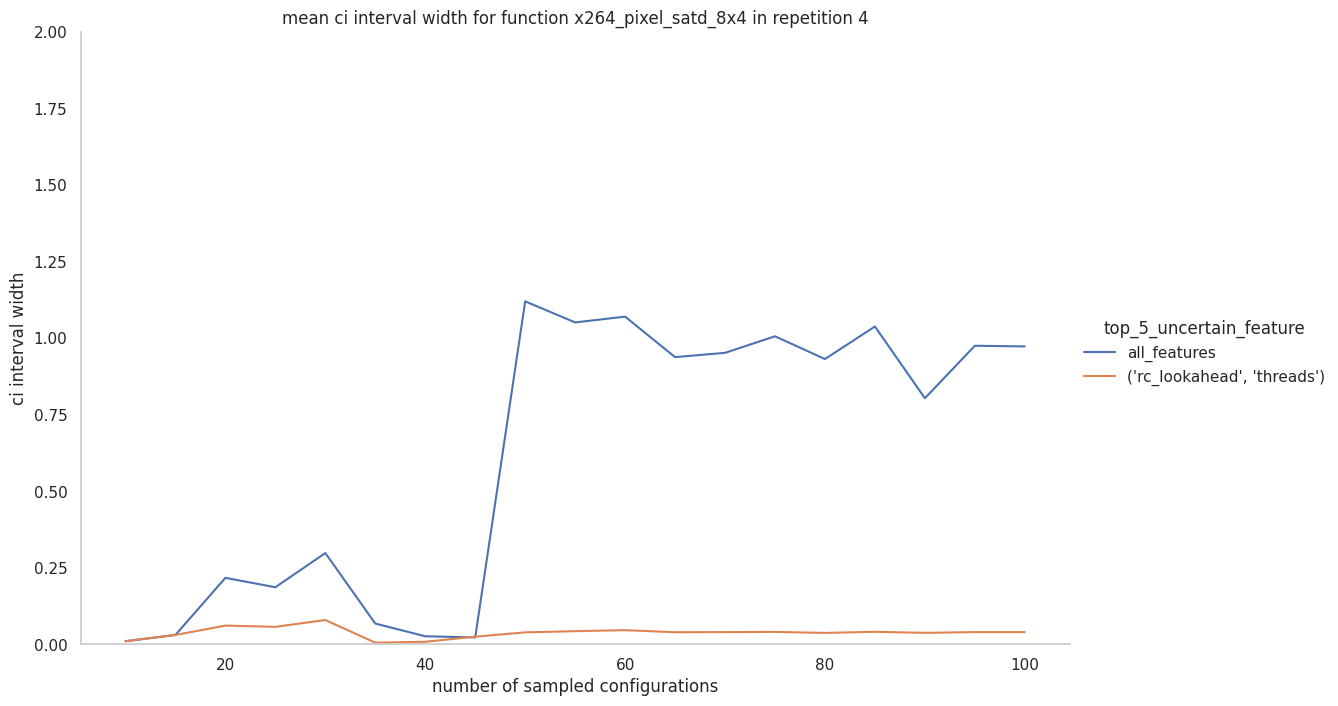 mean ci interval width for function x264_pixel_satd_8x4 in repetition 4
2.00
1.75
1.50
1.25
1.00
0.75
0.50
0.25
0.00
ci interval width
20
40
60
80
100
number of sampled configurations
top_5_uncertain_feature
all_features
('rc_lookahead', 'threads')